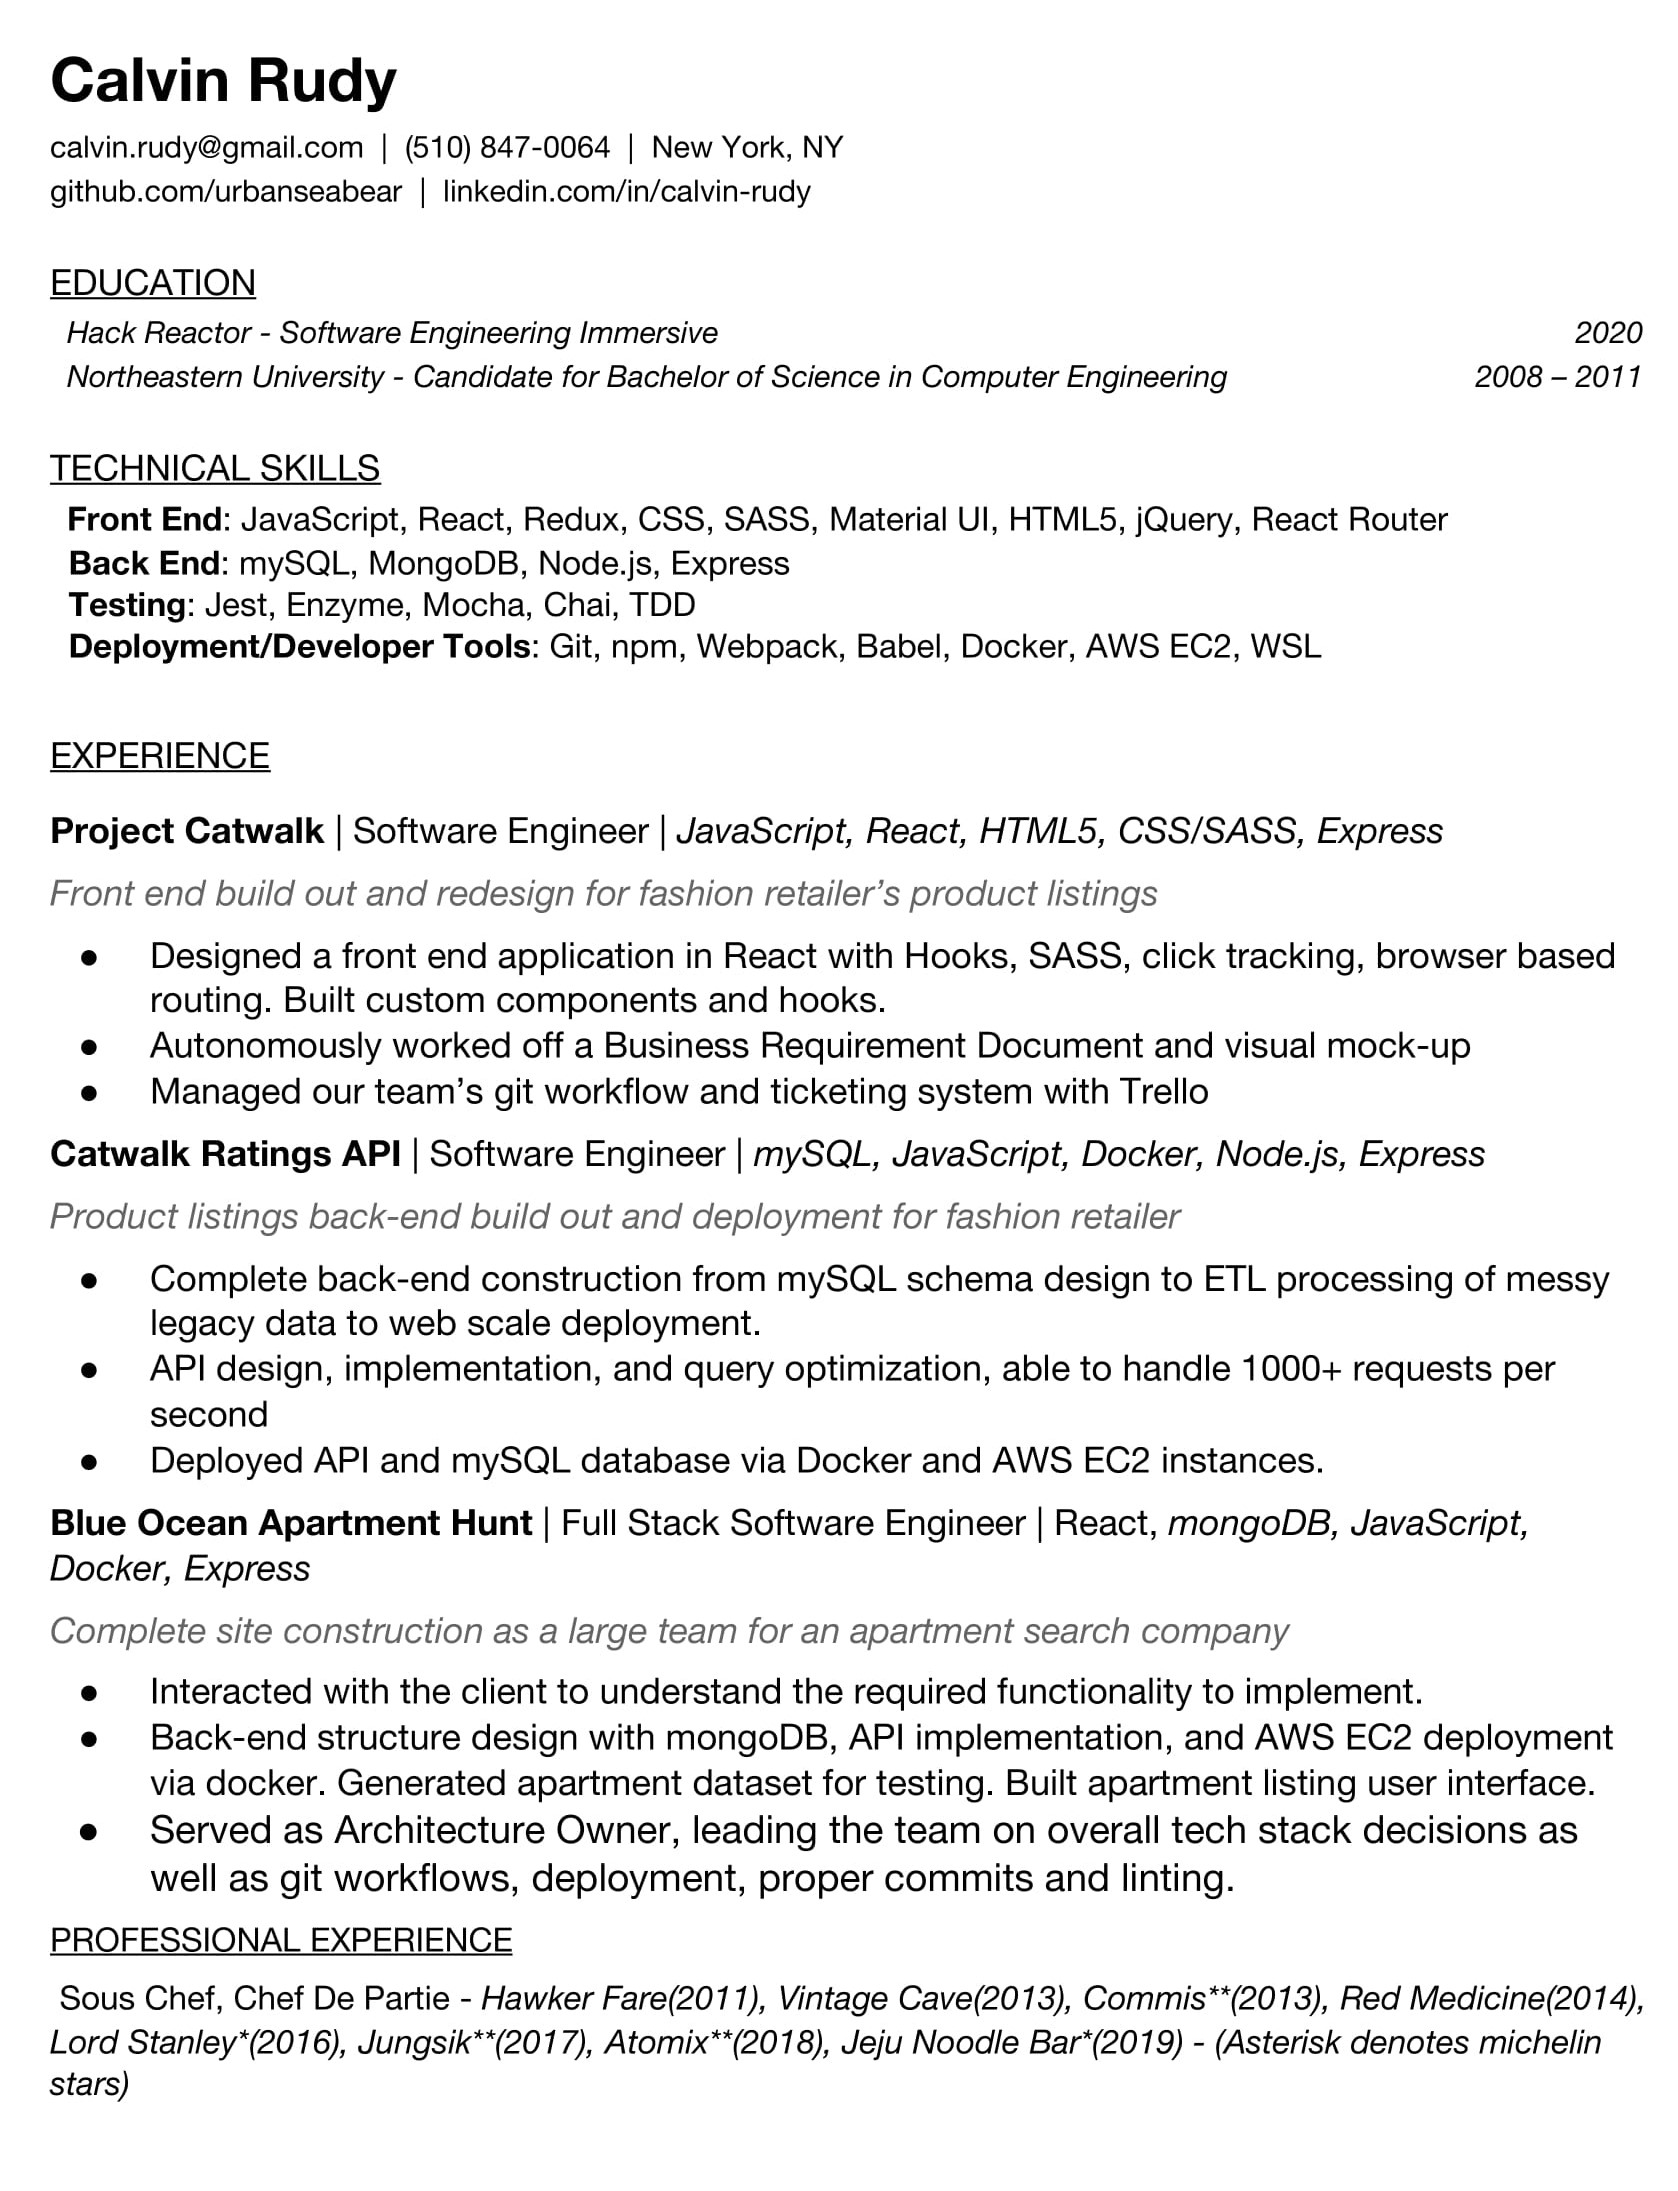 Calvin Rudy
calvin.rudy@gmail.com | (510) 847-0064 | New York, NY
github.com/urbanseabear | linkedin.com/in/calvin-rudy
EDUCATION
Hack Reactor - Software Engineering Immersive 2020
Northeastern University - Candidate for Bachelor of Science in Computer Engineering 2008 – 2011
TECHNICAL SKILLS
Front End: JavaScript, React, Redux, CSS, SASS, Material UI, HTML5, jQuery, React Router
Back End: mySQL, MongoDB, Node.js, Express
Testing: Jest, Enzyme, Mocha, Chai, TDD
Deployment/Developer Tools: Git, npm, Webpack, Babel, Docker, AWS EC2, WSL
EXPERIENCE
Project Catwalk | Software Engineer | JavaScript, React, HTML5, CSS/SASS, Express
Front end build out and redesign for fashion retailer’s product listings
● Designed a front end application in React with Hooks, SASS, click tracking, browser based
routing. Built custom components and hooks.
● Autonomously worked off a Business Requirement Document and visual mock-up
● Managed our team’s git workflow and ticketing system with Trello
Catwalk Ratings API | Software Engineer | mySQL, JavaScript, Docker, Node.js, Express
Product listings back-end build out and deployment for fashion retailer
● Complete back-end construction from mySQL schema design to ETL processing of messy
legacy data to web scale deployment.
● API design, implementation, and query optimization, able to handle 1000+ requests per
second
● Deployed API and mySQL database via Docker and AWS EC2 instances.
Blue Ocean Apartment Hunt | Full Stack Software Engineer | React, mongoDB, JavaScript,
Docker, Express
Complete site construction as a large team for an apartment search company
● Interacted with the client to understand the required functionality to implement.
● Back-end structure design with mongoDB, API implementation, and AWS EC2 deployment
via docker. Generated apartment dataset for testing. Built apartment listing user interface.
● Served as Architecture Owner, leading the team on overall tech stack decisions as
well as git workflows, deployment, proper commits and linting.
PROFESSIONAL EXPERIENCE
Sous Chef, Chef De Partie - Hawker Fare(2011), Vintage Cave(2013), Commis**(2013), Red Medicine(2014),
Lord Stanley*(2016), Jungsik**(2017), Atomix**(2018), Jeju Noodle Bar*(2019) - (Asterisk denotes michelin
stars)